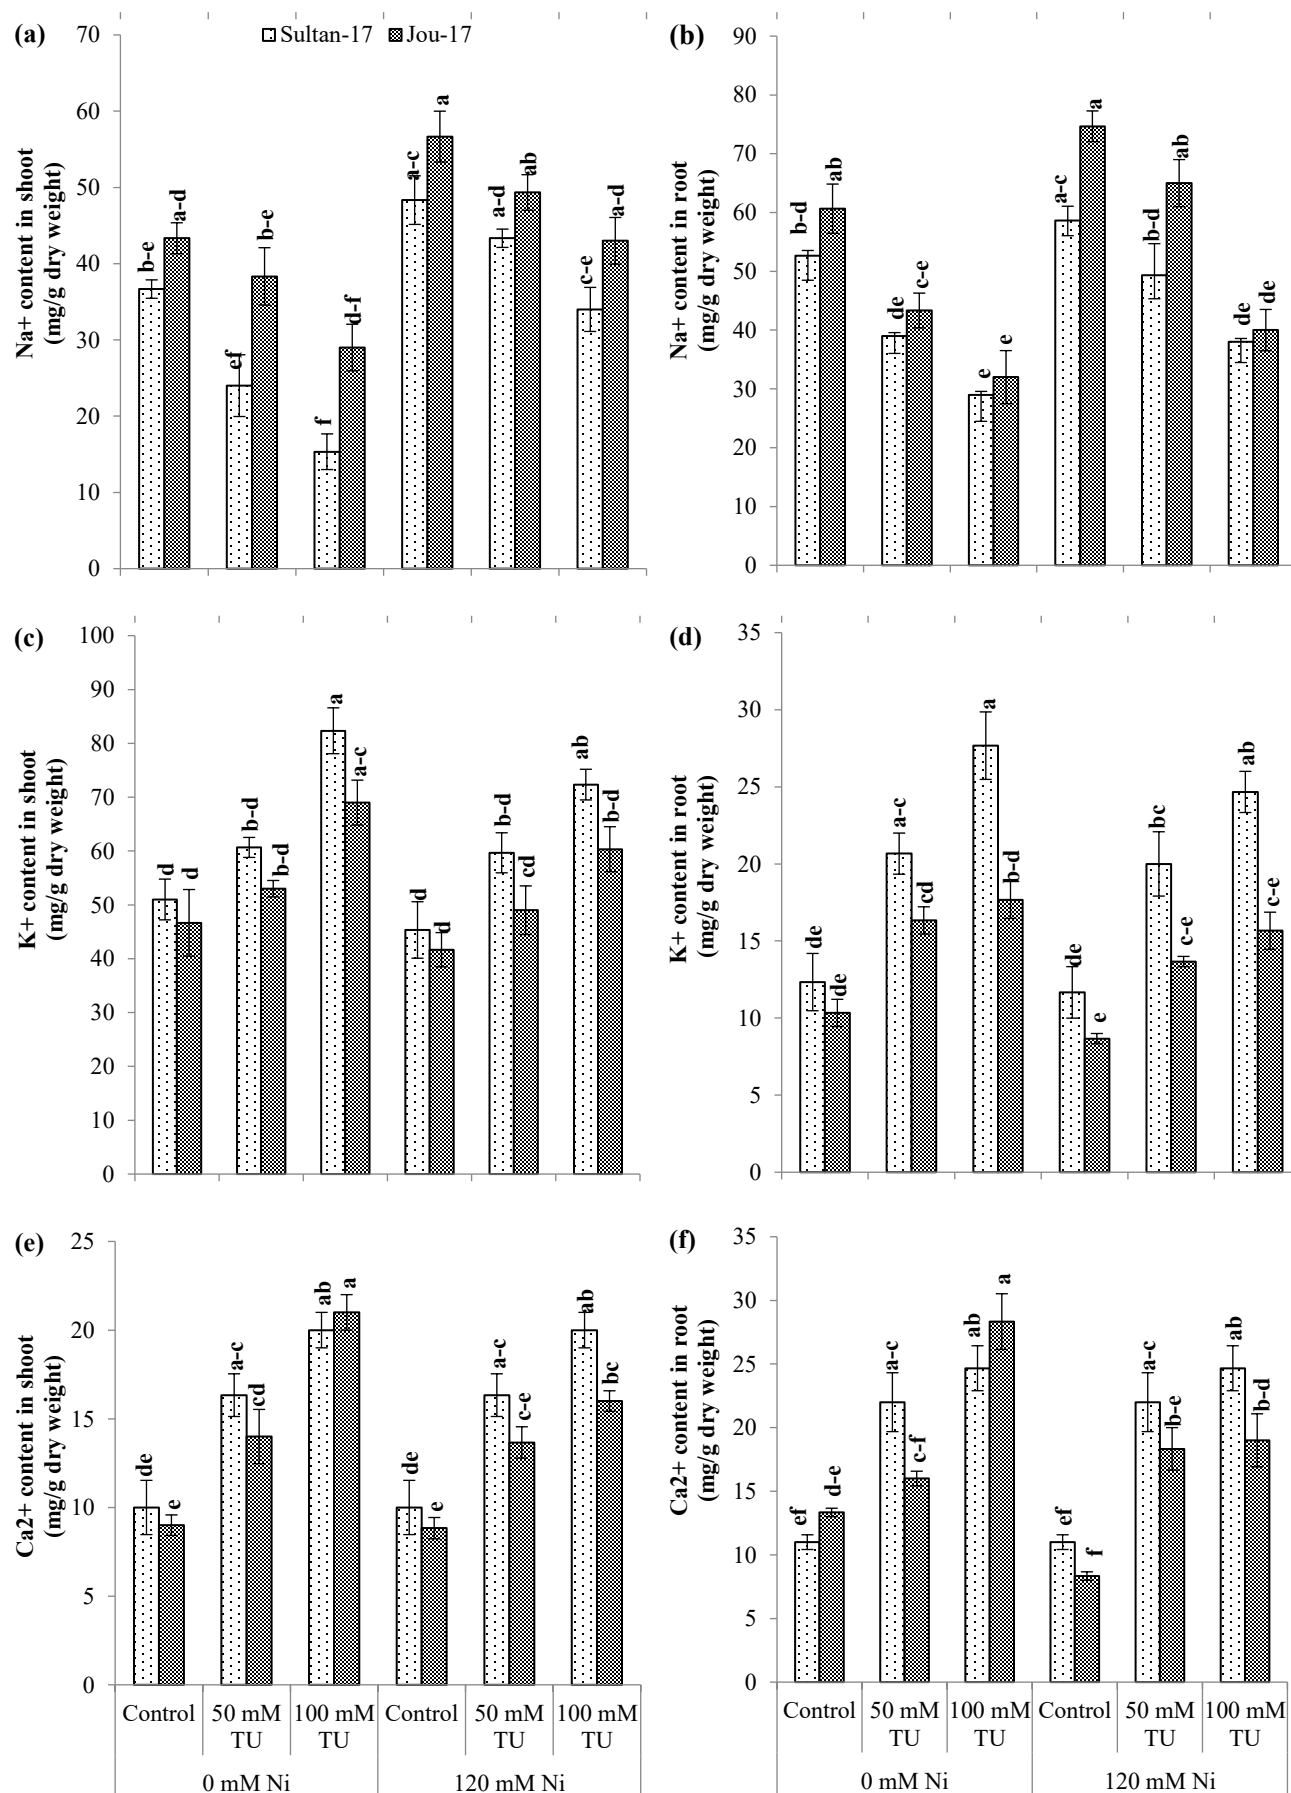 (a)
Sultan-17 Jou-17
Na+ content in shoot
(mg/g dry weight)
70
60
50
40
30
20
10
0
b-e
a-d
ef
b-e
f
d-f
a-c
a
a-d
ab
c-e
a-d
(b)
Na+ content in root
(mg/g dry weight)
90
80
70
60
50
40
30
20
10
0
b-d
ab
de
c-e
e
e
a-c
a
b-d
ab
de
de
(c)
K+ content in shoot
(mg/g dry weight)
100
90
80
70
60
50
40
30
20
10
0
d
d
b-d
b-d
a
a-c
d
d
b-d
cd
ab
b-d
(d)
K+ content in root
(mg/g dry weight)
35
30
25
20
15
10
5
0
de
de
a-c
cd
a
b-d
de
e
bc
c-e
ab
c-e
(e)
Ca2+ content in shoot
(mg/g dry weight)
25
20
15
10
5
0
de
e
a-c
cd
ab
a
de
e
a-c
c-e
ab
bc
Control 50 mM TU 100 mM TU Control 50 mM TU 100 mM TU
0 mM Ni 120 mM Ni
(f)
Ca2+ content in root
(mg/g dry weight)
35
30
25
20
15
10
5
0
ef
d-e
a-c
c-f
ab
a
ef
f
a-c
b-e
ab
b-d
Control 50 mM TU 100 mM TU Control 50 mM TU 100 mM TU
0 mM Ni 120 mM Ni